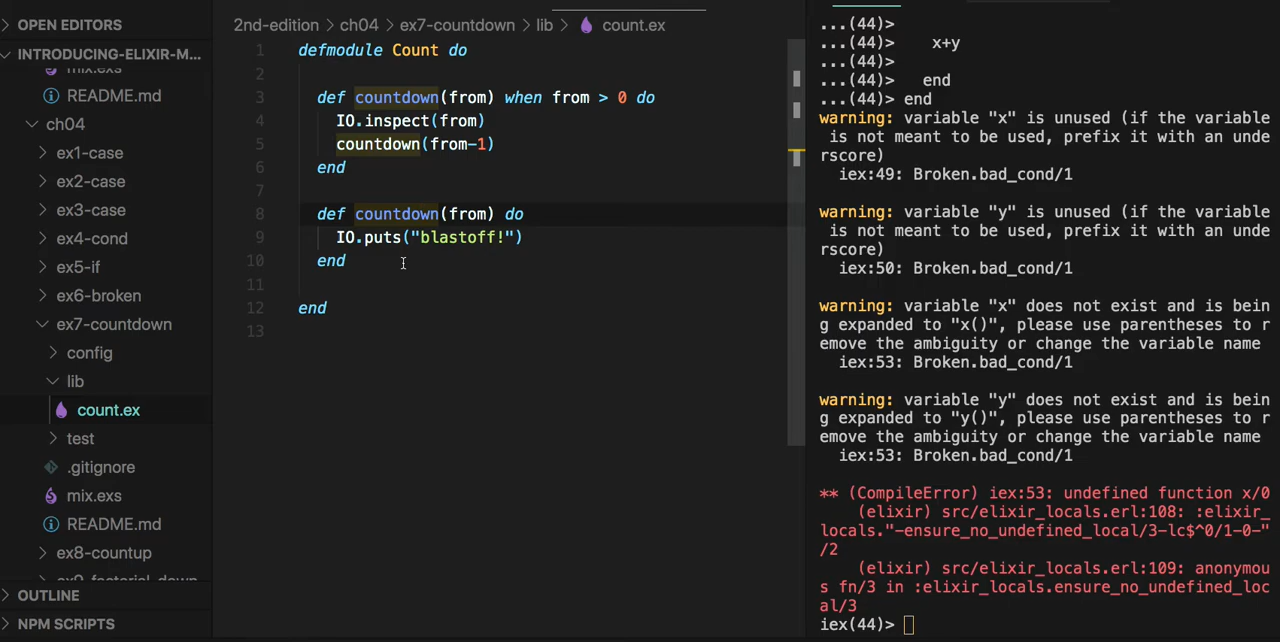 OPEN EDITORS
INTRODUCING-ELIXIR-M...
mix.exs
README.md
ch04
ex1-case
ex2-case
ex3-case
ex4-cond
ex5-if
ex6-broken
ex7-countdown
config
lib
count.ex
test
.gitignore
mix.exs
README.md
ex8-countup
ex9_factorial_down
OUTLINE
NPM SCRIPTS
2nd-edition > ch04 > ex7-countdown > lib > count.ex
1 defmodule Count do
2
3 def countdown(from) when from > 0 do
4 IO.inspect(from)
5 countdown(from-1)
6 end
7
8 def countdown(from) do
9 IO.puts("blastoff!")
10 end
11
12 end
13
...(44)>
...(44)> x+y
...(44)>
...(44)> end
...(44)> end
warning: variable "x" is unused (if the variable
is not meant to be used, prefix it with an unde
rscore)
iex:49: Broken.bad_cond/1
warning: variable "y" is unused (if the variable
is not meant to be used, prefix it with an unde
rscore)
iex:50: Broken.bad_cond/1
warning: variable "x" does not exist and is bein
g expanded to "x()", please use parentheses to r
emove the ambiguity or change the variable name
iex:53: Broken.bad_cond/1
warning: variable "y" does not exist and is bein
g expanded to "y()", please use parentheses to r
emove the ambiguity or change the variable name
iex:53: Broken.bad_cond/1
** (CompileError) iex:53: undefined function x/0
(elixir) src/elixir_locals.erl:108: :elixir_
locals."-ensure_no_undefined_local/3-lc$^0/1-0-"
/2
(elixir) src/elixir_locals.erl:109: anonymou
s fn/3 in :elixir_locals.ensure_no_undefined_loc
al/3
iex(44)>